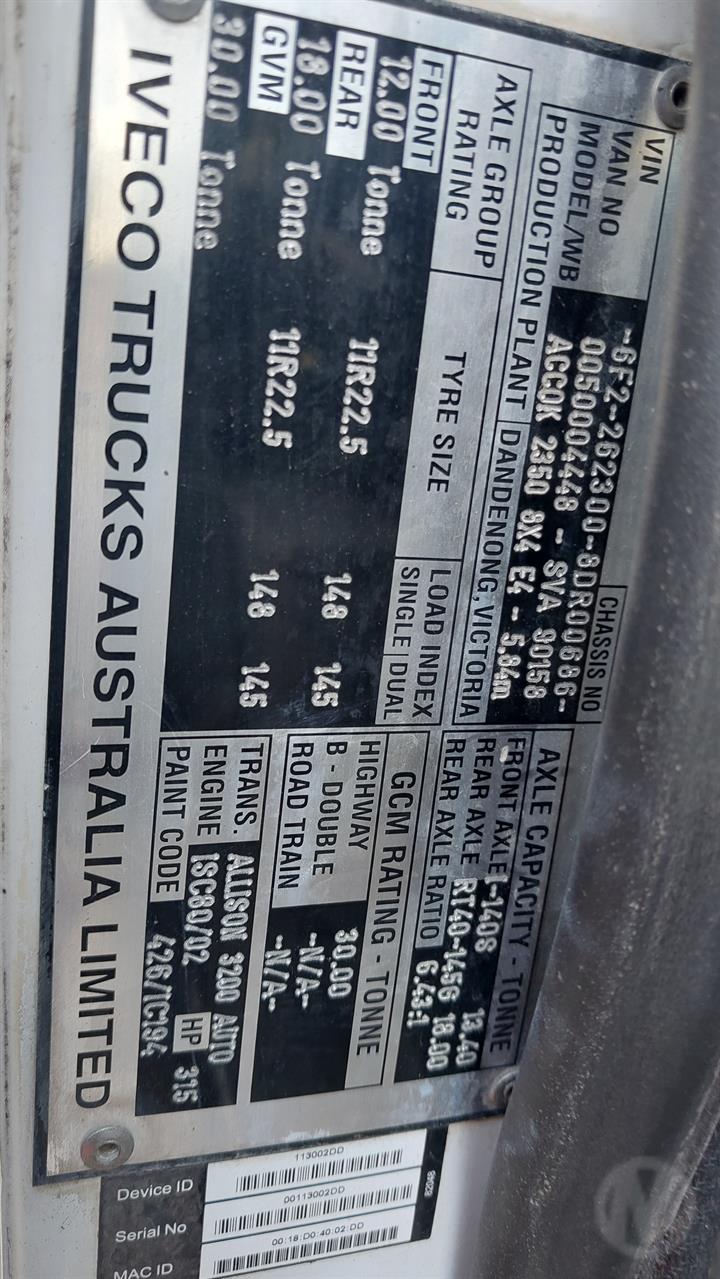 CHASSIS NO
VIN -6F2-262300-8DR00686-
VAN NO 0050004448 - SVA 90158
MODEL/WB ACCOK 2350 8X4 E4 - 5.84m
PRODUCTION PLANT DANDENONG, VICTORIA
AXLE GROUP RATING
TYRE SIZE
LOAD INDEX
SINGLE DUAL
FRONT
12.00 Tonne 11R22.5 148 145
REAR
18.00 Tonne 11R22.5 148 145
GVM
30.00 Tonne
AXLE CAPACITY - TONNE
FRONT AXLE I-140S 13.40
REAR AXLE RT40-145G 18.00
REAR AXLE RATIO 6.43:1
GCM RATING - TONNE
HIGHWAY 30.00
B - DOUBLE -N/A-
ROAD TRAIN -N/A-
TRANS. ALLISON 3200 AUTO
ENGINE ISC80/02 HP 315
PAINT CODE 426/1C194
IVECO TRUCKS AUSTRALIA LIMITED
Device ID 113002DD
Serial No 00113002DD
MAC ID 00:18:D0:40:02:DD